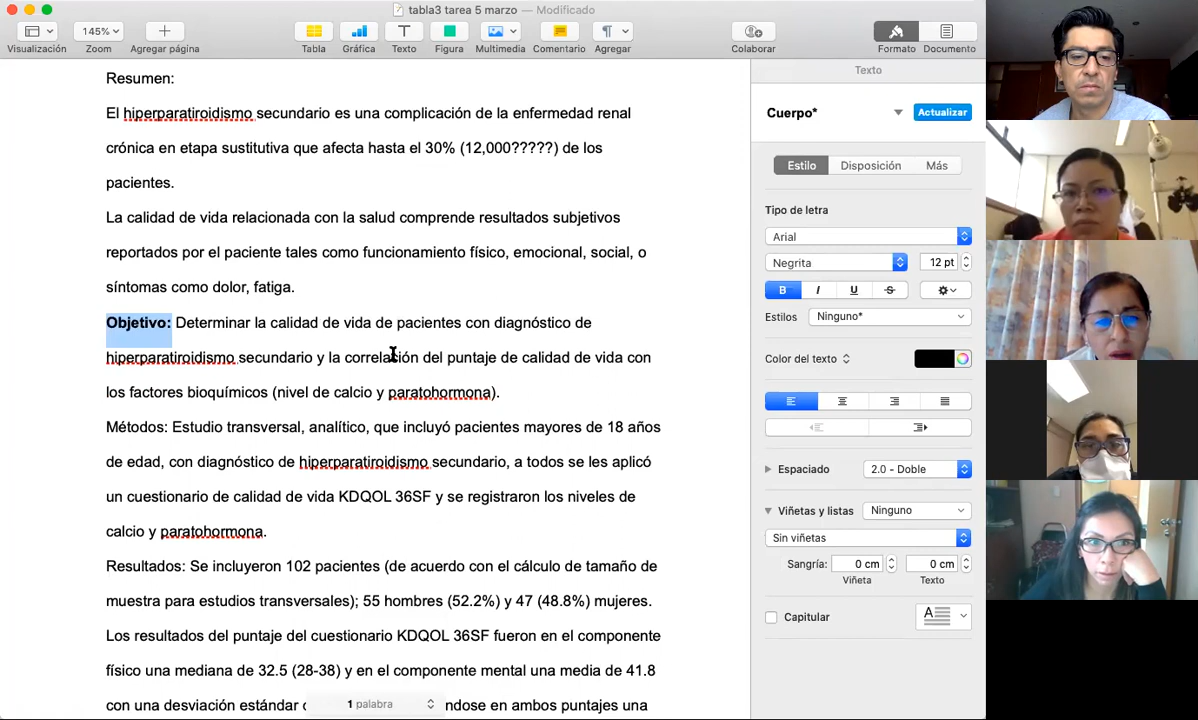 tabla3 tarea 5 marzo — Modificado
145%
Visualización Zoom Agregar página Tabla Gráfica Texto Figura Multimedia Comentario Agregar Colaborar Formato Documento
Resumen:
El hiperparatiroidismo secundario es una complicación de la enfermedad renal
crónica en etapa sustitutiva que afecta hasta el 30% (12,000?????) de los
pacientes.
La calidad de vida relacionada con la salud comprende resultados subjetivos
reportados por el paciente tales como funcionamiento físico, emocional, social, o
síntomas como dolor, fatiga.
Objetivo: Determinar la calidad de vida de pacientes con diagnóstico de
hiperparatiroidismo secundario y la correlación del puntaje de calidad de vida con
los factores bioquímicos (nivel de calcio y paratohormona).
Métodos: Estudio transversal, analítico, que incluyó pacientes mayores de 18 años
de edad, con diagnóstico de hiperparatiroidismo secundario, a todos se les aplicó
un cuestionario de calidad de vida KDQOL 36SF y se registraron los niveles de
calcio y paratohormona.
Resultados: Se incluyeron 102 pacientes (de acuerdo con el cálculo de tamaño de
muestra para estudios transversales); 55 hombres (52.2%) y 47 (48.8%) mujeres.
Los resultados del puntaje del cuestionario KDQOL 36SF fueron en el componente
físico una mediana de 32.5 (28-38) y en el componente mental una media de 41.8
con una desviación estándar ndose en ambos puntajes una
1 palabra
Texto
Cuerpo*
Actualizar
Estilo Disposición Más
Tipo de letra
Arial
Negrita 12 pt
B I U S
Estilos Ninguno*
Color del texto
Espaciado 2.0 - Doble
Viñetas y listas Ninguno
Sin viñetas
Sangría: 0 cm 0 cm
Viñeta Texto
Capitular A